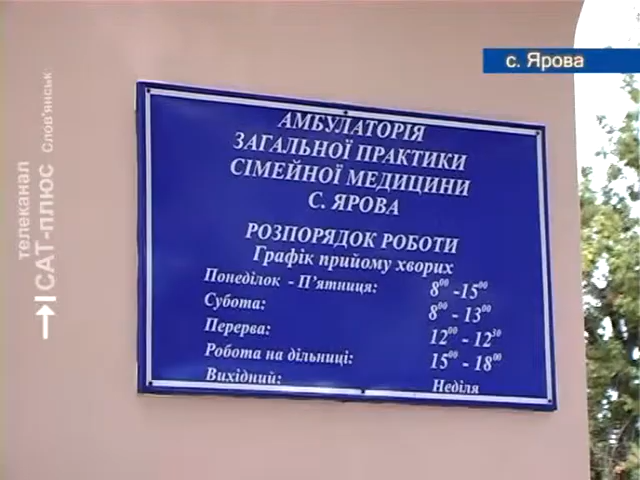 с. Ярова
телеканал
САТ-плюс Слов'янськ
АМБУЛАТОРІЯ
ЗАГАЛЬНОЇ ПРАКТИКИ
СІМЕЙНОЇ МЕДИЦИНИ
С. ЯРОВА
РОЗПОРЯДОК РОБОТИ
Графік прийому хворих
Понеділок - П'ятниця: 8⁰⁰ -15⁰⁰
Субота: 8⁰⁰ - 13⁰⁰
Перерва: 12⁰⁰ - 12³⁰
Робота на дільниці: 15⁰⁰ - 18⁰⁰
Вихідний: Неділя